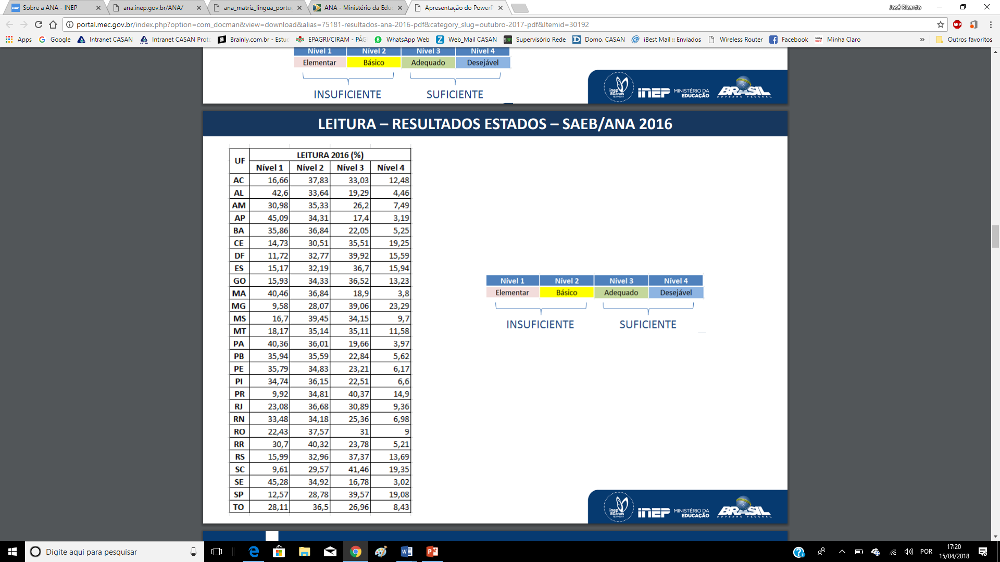 Sobre a ANA - INEP
ana.inep.gov.br/ANA/
ana_matriz_lingua_portu
ANA - Ministério da Edu
Apresentação do PowerP
José Ricardo
portal.mec.gov.br/index.php?option=com_docman&view=download&alias=75181-resultados-ana-2016-pdf&category_slug=outubro-2017-pdf&Itemid=30192
Apps Google Intranet CASAN Intranet CASAN Proto Brainly.com.br - Estu EPAGRI/CIRAM - PÁG WhatsApp Web Web_Mail CASAN Supervisório Rede Domo. CASAN iBest Mail :: Enviados Wireless Router Facebook Minha Claro » Outros favoritos
Nível 1 Nível 2 Nível 3 Nível 4
Elementar Básico Adequado Desejável
INSUFICIENTE SUFICIENTE
inep 80anos 1937-2017 inep MINISTÉRIO DA EDUCAÇÃO BRASIL GOVERNO FEDERAL
LEITURA – RESULTADOS ESTADOS – SAEB/ANA 2016
UF LEITURA 2016 (%)
Nível 1 Nível 2 Nível 3 Nível 4
AC 16,66 37,83 33,03 12,48
AL 42,6 33,64 19,29 4,46
AM 30,98 35,33 26,2 7,49
AP 45,09 34,31 17,4 3,19
BA 35,86 36,84 22,05 5,25
CE 14,73 30,51 35,51 19,25
DF 11,72 32,77 39,92 15,59
ES 15,17 32,19 36,7 15,94
GO 15,93 34,33 36,52 13,23
MA 40,46 36,84 18,9 3,8
MG 9,58 28,07 39,06 23,29
MS 16,7 39,45 34,15 9,7
MT 18,17 35,14 35,11 11,58
PA 40,36 36,01 19,66 3,97
PB 35,94 35,59 22,84 5,62
PE 35,79 34,83 23,21 6,17
PI 34,74 36,15 22,51 6,6
PR 9,92 34,81 40,37 14,9
RJ 23,08 36,68 30,89 9,36
RN 33,48 34,18 25,36 6,98
RO 22,43 37,57 31 9
RR 30,7 40,32 23,78 5,21
RS 15,99 32,96 37,37 13,69
SC 9,61 29,57 41,46 19,35
SE 45,28 34,92 16,78 3,02
SP 12,57 28,78 39,57 19,08
TO 28,11 36,5 26,96 8,43
Nível 1 Nível 2 Nível 3 Nível 4
Elementar Básico Adequado Desejável
INSUFICIENTE SUFICIENTE
inep 80anos 1937-2017 inep MINISTÉRIO DA EDUCAÇÃO BRASIL GOVERNO FEDERAL
Digite aqui para pesquisar
POR
17:20
15/04/2018